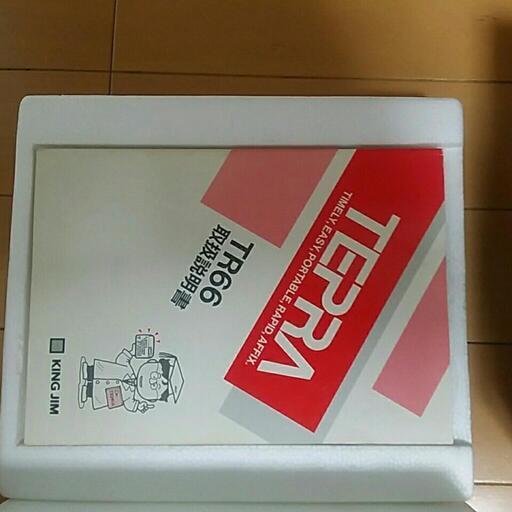 TEPRA
TIMELY, EASY, PORTABLE, RAPID, AFFIX.
TR66
取扱説明書
KING JIM